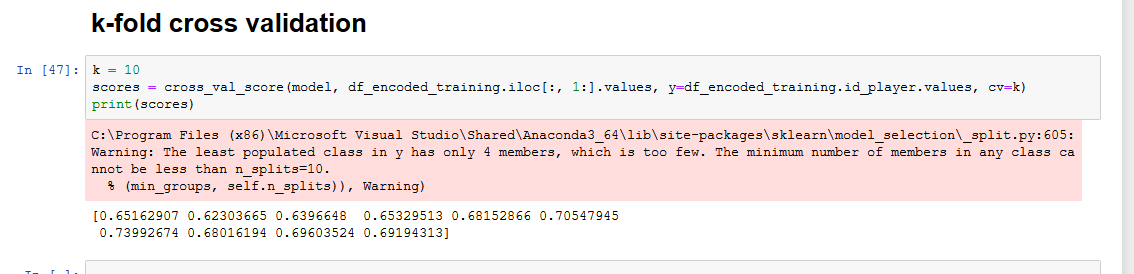 k-fold cross validation
In [47]: k = 10
scores = cross_val_score(model, df_encoded_training.iloc[:, 1:].values, y=df_encoded_training.id_player.values, cv=k)
print(scores)
C:\Program Files (x86)\Microsoft Visual Studio\Shared\Anaconda3_64\lib\site-packages\sklearn\model_selection\_split.py:605:
Warning: The least populated class in y has only 4 members, which is too few. The minimum number of members in any class ca
nnot be less than n_splits=10.
% (min_groups, self.n_splits)), Warning)
[0.65162907 0.62303665 0.6396648  0.65329513 0.68152866 0.70547945
0.73992674 0.68016194 0.69603524 0.69194313]